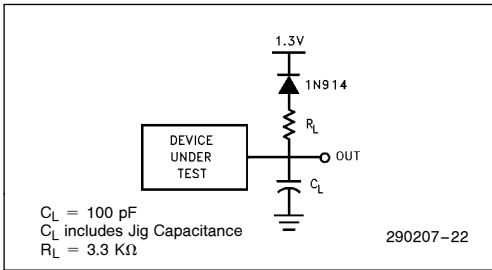 1.3V
1N914
R_L
DEVICE
UNDER
TEST
OUT
C_L
C_L = 100 pF
C_L includes Jig Capacitance
R_L = 3.3 KΩ
290207–22